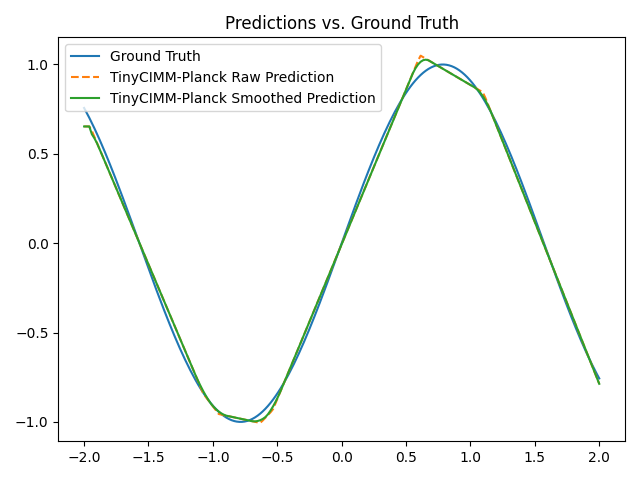 Predictions vs. Ground Truth
Ground Truth
TinyCIMM-Planck Raw Prediction
TinyCIMM-Planck Smoothed Prediction
1.0
0.5
0.0
−0.5
−1.0
−2.0 −1.5 −1.0 −0.5 0.0 0.5 1.0 1.5 2.0